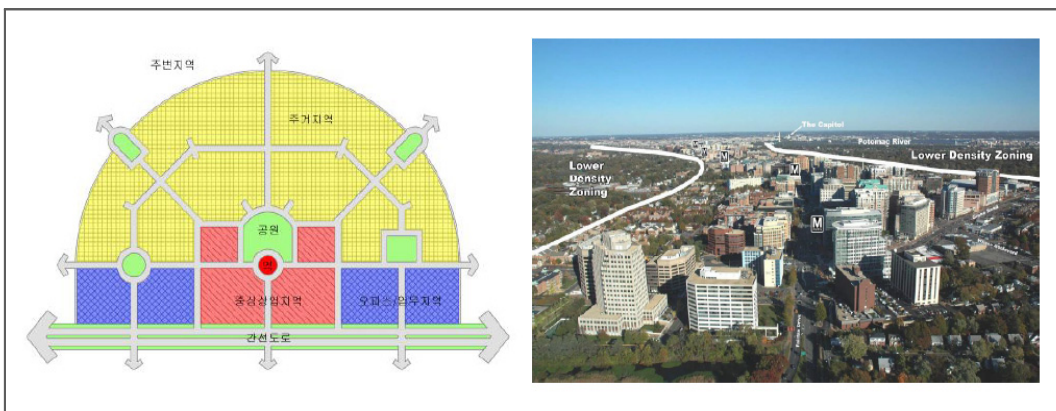 주변지역
주거지역
공원
역
중심상업지역
오피스/업무지역
간선도로
The Capitol
Potomac River
Lower Density Zoning
Lower
Density
Zoning
M
M
M